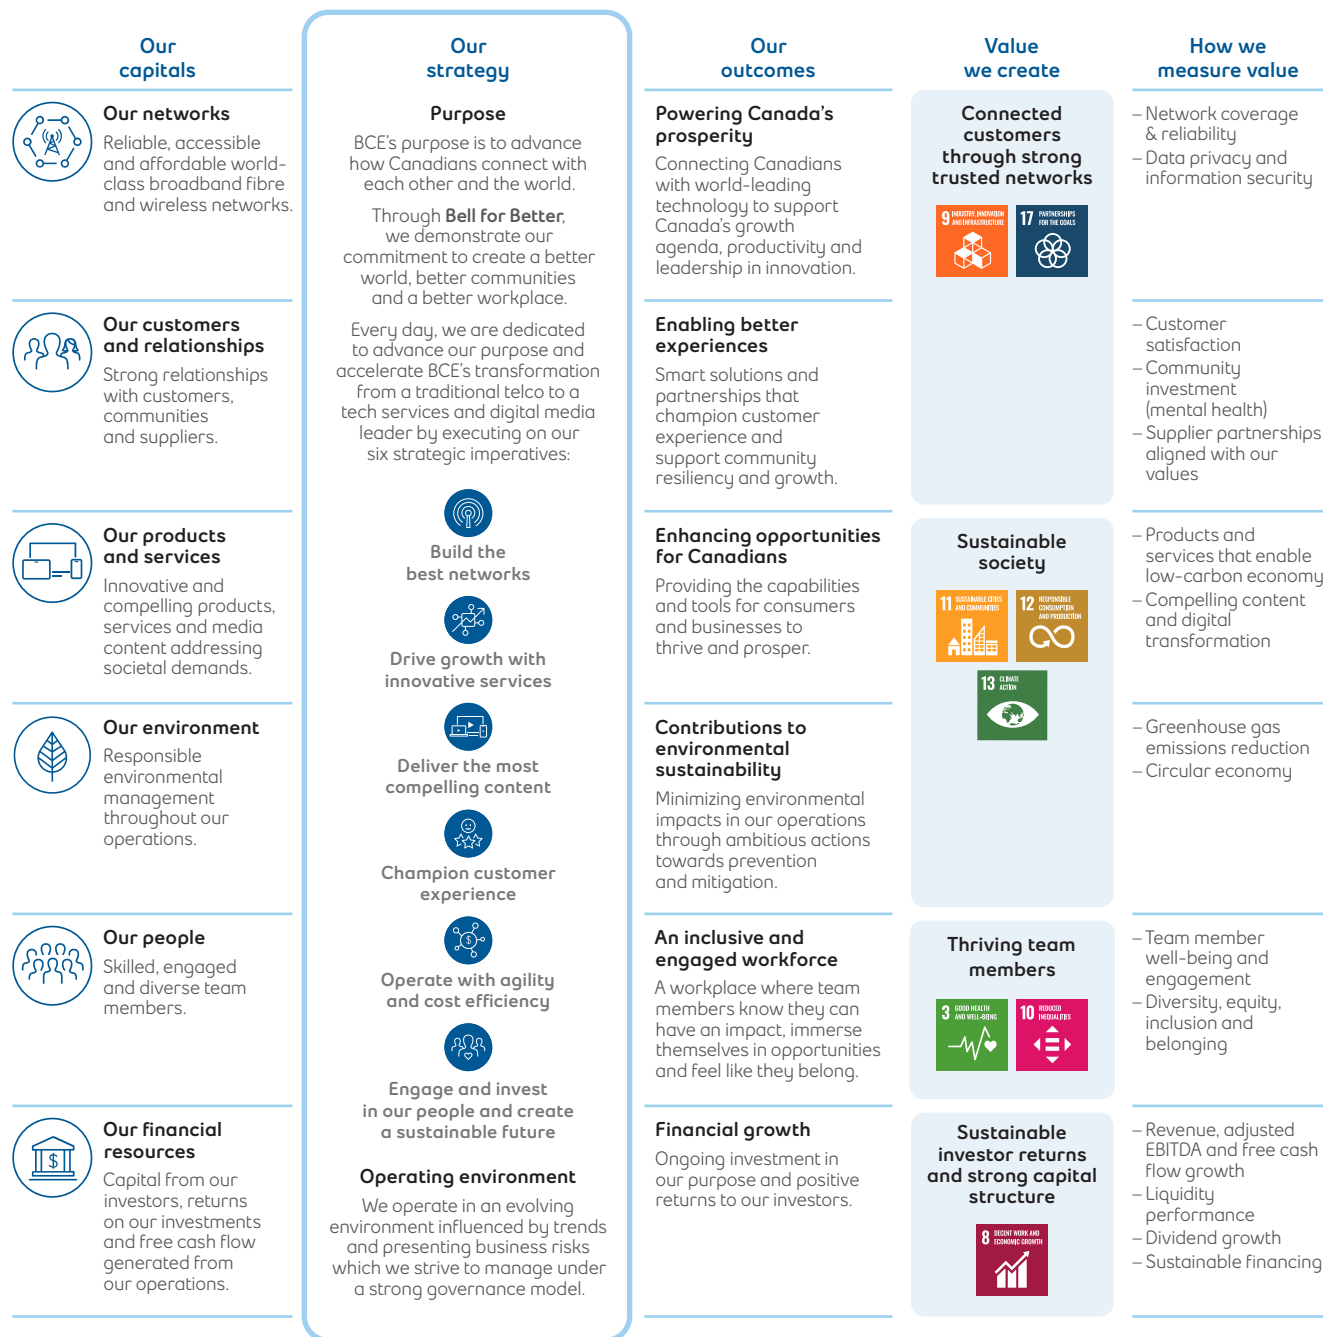 Our
capitals
Our networks
Reliable, accessible
and affordable world-
class broadband fibre
and wireless networks.
Our customers
and relationships
Strong relationships
with customers,
communities
and suppliers.
Our products
and services
Innovative and
compelling products,
services and media
content addressing
societal demands.
Our environment
Responsible
environmental
management
throughout our
operations.
Our people
Skilled, engaged
and diverse team
members.
$
Our financial
resources
Capital from our
investors, returns
on our investments
and free cash flow
generated from
our operations.
Our
strategy
Purpose
BCE’s purpose is to advance
how Canadians connect with
each other and the world.
Through Bell for Better,
we demonstrate our
commitment to create a better
world, better communities
and a better workplace.
Every day, we are dedicated
to advance our purpose and
accelerate BCE’s transformation
from a traditional telco to a
tech services and digital media
leader by executing on our
six strategic imperatives:
Build the
best networks
Drive growth with
innovative services
Deliver the most
compelling content
Champion customer
experience
$
Operate with agility
and cost efficiency
Engage and invest
in our people and create
a sustainable future
Operating environment
We operate in an evolving
environment influenced by trends
and presenting business risks
which we strive to manage under
a strong governance model.
Our
outcomes
Powering Canada’s
prosperity
Connecting Canadians
with world-leading
technology to support
Canada’s growth
agenda, productivity and
leadership in innovation.
Enabling better
experiences
Smart solutions and
partnerships that
champion customer
experience and
support community
resiliency and growth.
Enhancing opportunities
for Canadians
Providing the capabilities
and tools for consumers
and businesses to
thrive and prosper.
Contributions to
environmental
sustainability
Minimizing environmental
impacts in our operations
through ambitious actions
towards prevention
and mitigation.
An inclusive and
engaged workforce
A workplace where team
members know they can
have an impact, immerse
themselves in opportunities
and feel like they belong.
Financial growth
Ongoing investment in
our purpose and positive
returns to our investors.
Value
we create
Connected
customers
through strong
trusted networks
9 INDUSTRY, INNOVATION
AND INFRASTRUCTURE
17 PARTNERSHIPS
FOR THE GOALS
Sustainable
society
11 SUSTAINABLE CITIES
AND COMMUNITIES
12 RESPONSIBLE
CONSUMPTION
AND PRODUCTION
13 CLIMATE
ACTION
Thriving team
members
3 GOOD HEALTH
AND WELL-BEING
10 REDUCED
INEQUALITIES
Sustainable
investor returns
and strong capital
structure
8 DECENT WORK AND
ECONOMIC GROWTH
How we
measure value
– Network coverage
& reliability
– Data privacy and
information security
– Customer
satisfaction
– Community
investment
(mental health)
– Supplier partnerships
aligned with our
values
– Products and
services that enable
low-carbon economy
– Compelling content
and digital
transformation
– Greenhouse gas
emissions reduction
– Circular economy
– Team member
well-being and
engagement
– Diversity, equity,
inclusion and
belonging
– Revenue, adjusted
EBITDA and free cash
flow growth
– Liquidity
performance
– Dividend growth
– Sustainable financing